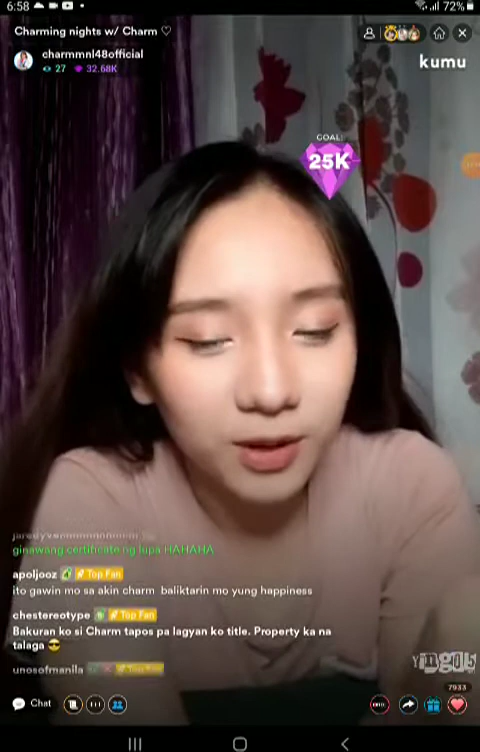 6:58
72%
Charming nights w/ Charm ♡
charmmnl48official
27 32.68K
kumu
GOAL:
25K
ginawang certificate ng lupa HAHAHA
apoljooz Top Fan
ito gawin mo sa akin charm baliktarin mo yung happiness
chestereotype Top Fan
Bakuran ko si Charm tapos pa lagyan ko title. Property ka na
talaga 😎
unosofmanila Top Fan
7933
Chat